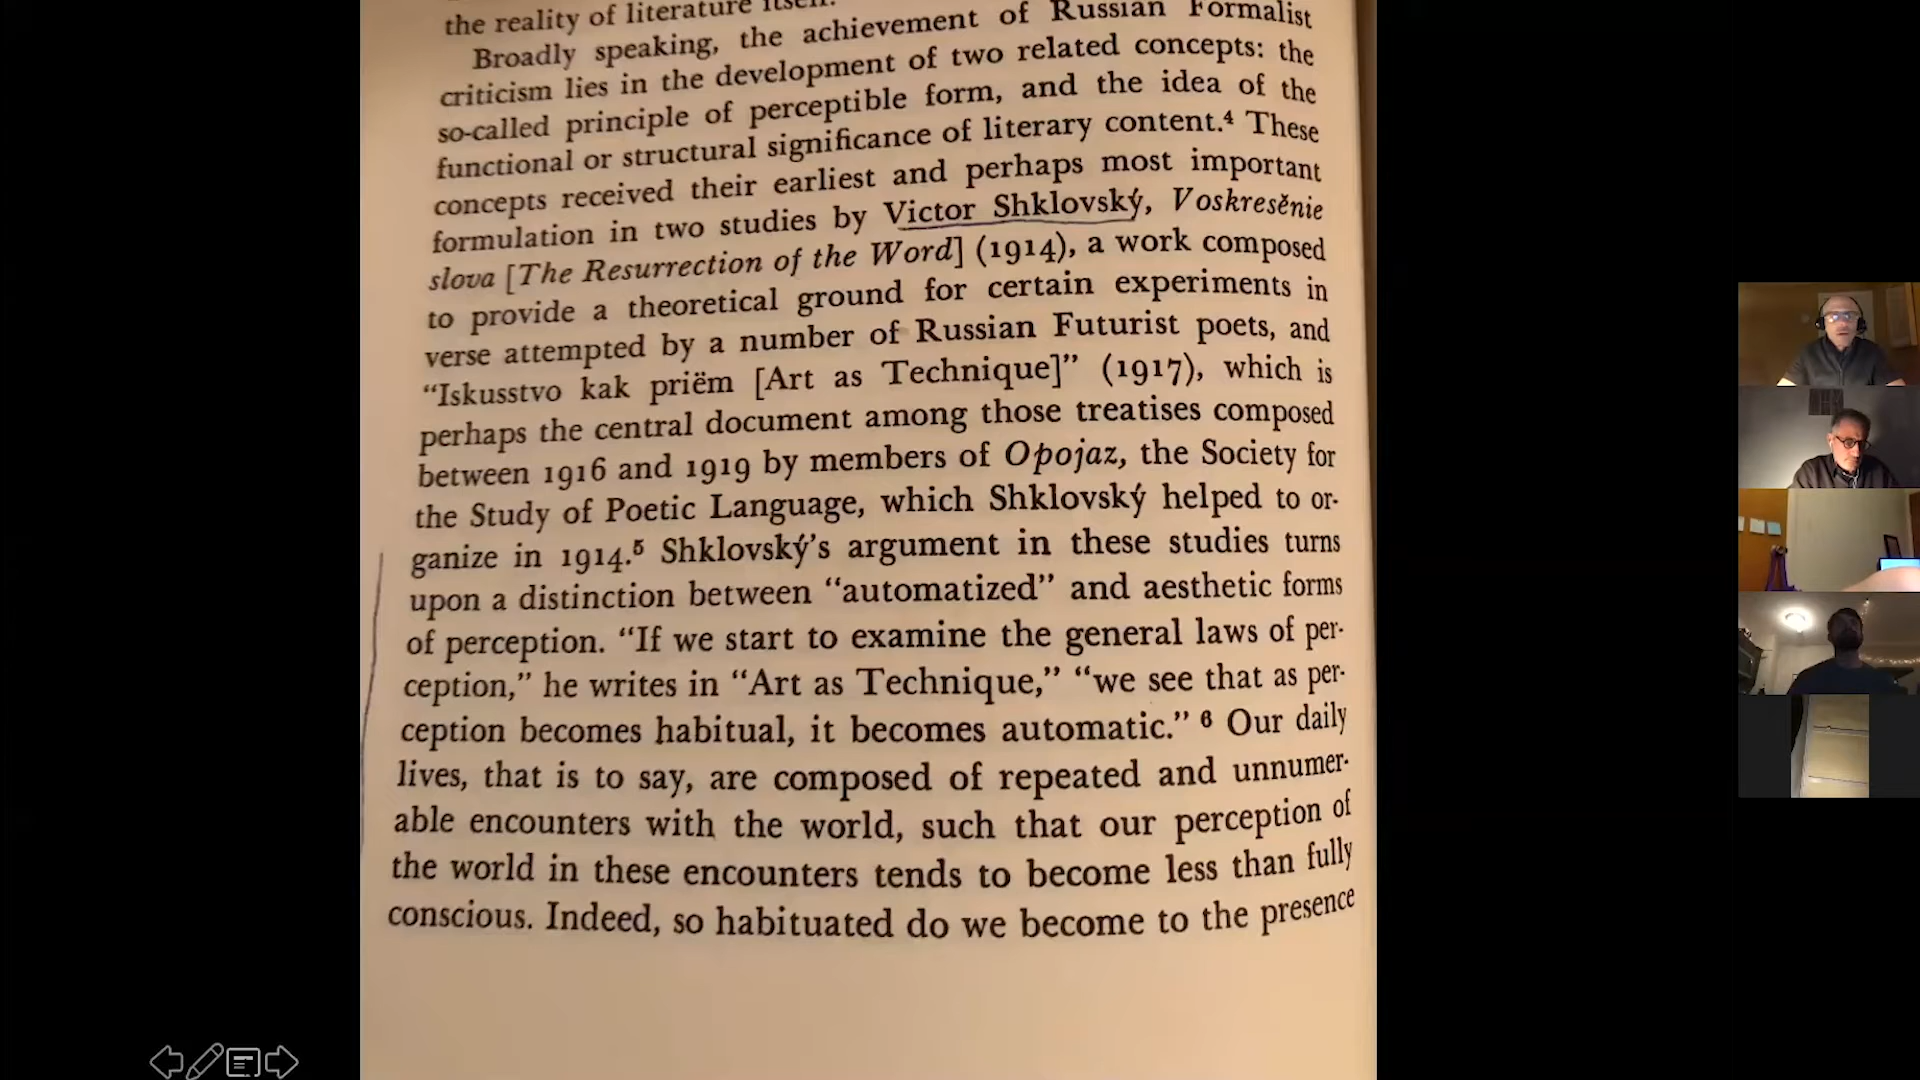 the reality of literature itself.
Broadly speaking, the achievement of Russian Formalist
criticism lies in the development of two related concepts: the
so-called principle of perceptible form, and the idea of the
functional or structural significance of literary content.⁴ These
concepts received their earliest and perhaps most important
formulation in two studies by Victor Shklovský, Voskresěnie
slova [The Resurrection of the Word] (1914), a work composed
to provide a theoretical ground for certain experiments in
verse attempted by a number of Russian Futurist poets, and
“Iskusstvo kak priëm [Art as Technique]” (1917), which is
perhaps the central document among those treatises composed
between 1916 and 1919 by members of Opojaz, the Society for
the Study of Poetic Language, which Shklovský helped to or-
ganize in 1914.⁵ Shklovský’s argument in these studies turns
upon a distinction between “automatized” and aesthetic forms
of perception. “If we start to examine the general laws of per-
ception,” he writes in “Art as Technique,” “we see that as per-
ception becomes habitual, it becomes automatic.” ⁶ Our daily
lives, that is to say, are composed of repeated and unnumer-
able encounters with the world, such that our perception of
the world in these encounters tends to become less than fully
conscious. Indeed, so habituated do we become to the presence